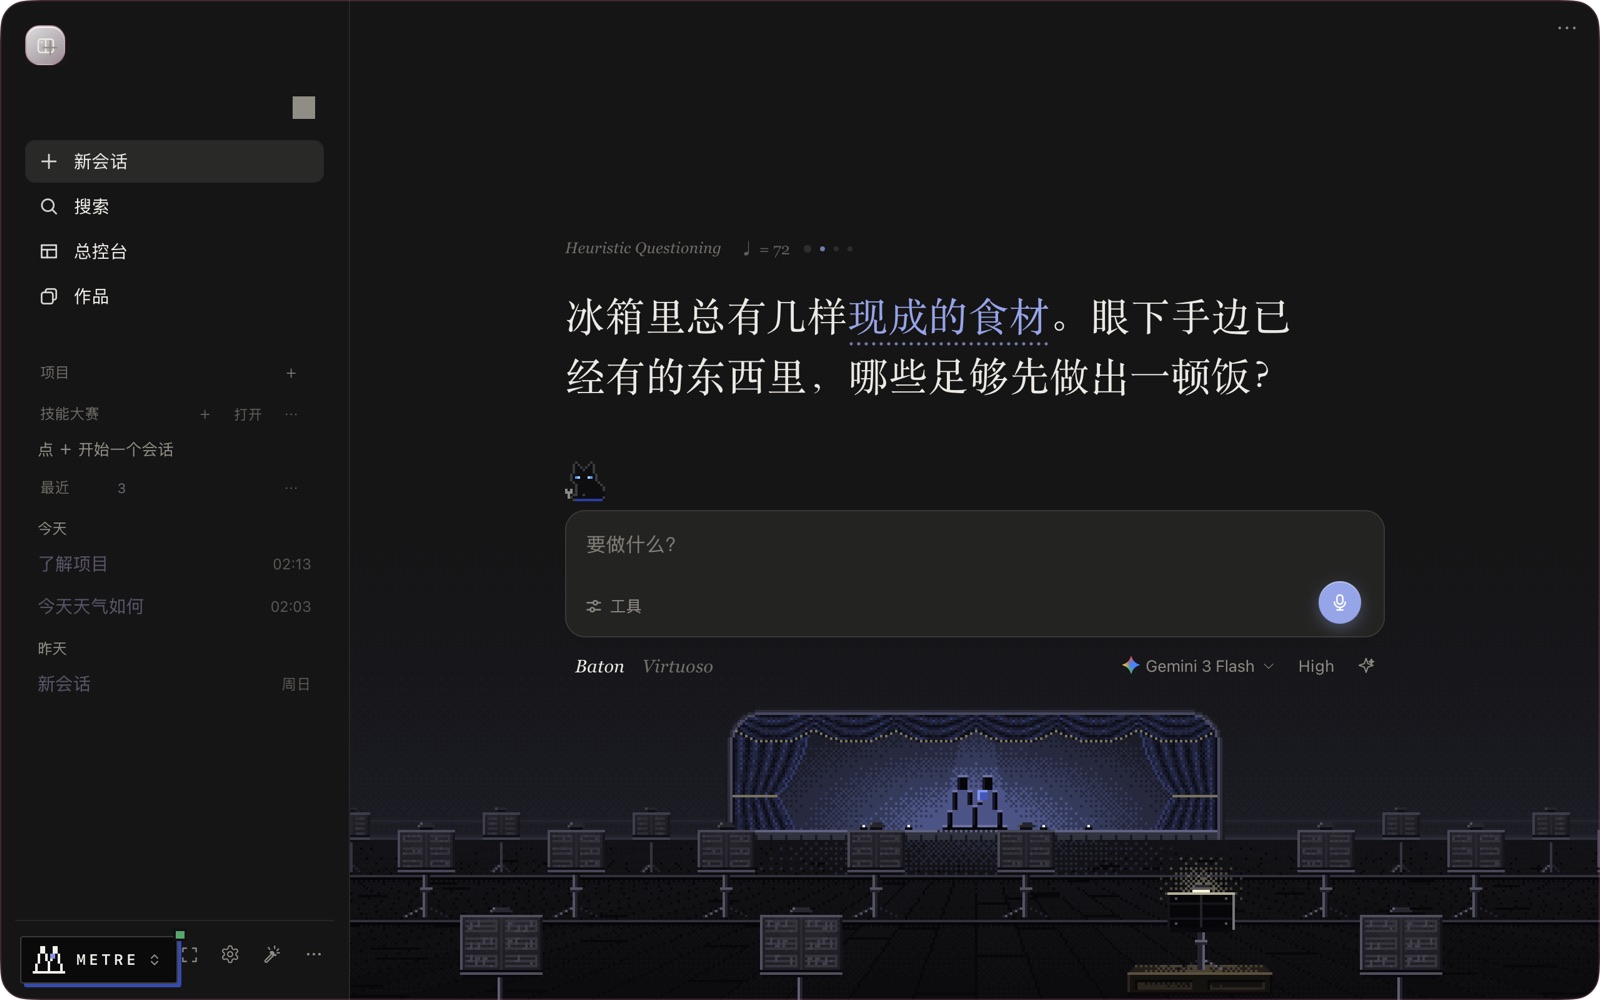 新会话
搜索
总控台
作品
项目
技能大赛 打开
点 + 开始一个会话
最近 3
今天
了解项目 02:13
今天天气如何 02:03
昨天
新会话 周日
METRE
Heuristic Questioning ♩ = 72
冰箱里总有几样现成的食材。眼下手边已
经有的东西里，哪些足够先做出一顿饭？
要做什么？
工具
Baton Virtuoso Gemini 3 Flash High